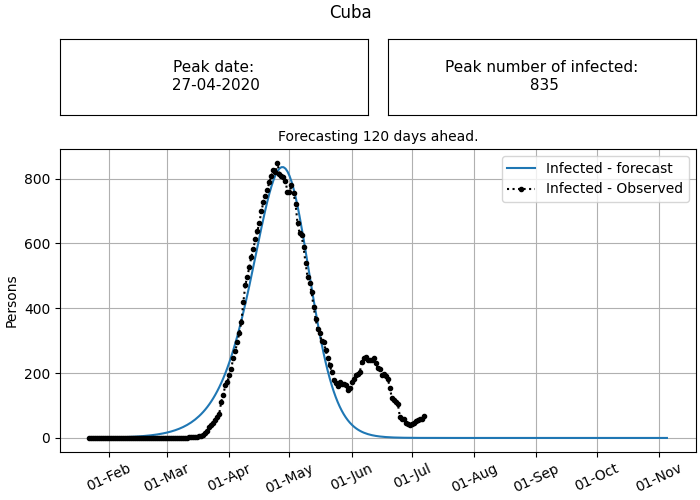 Cuba
Peak date:
27-04-2020
Peak number of infected:
835
Forecasting 120 days ahead.
Infected - forecast
Infected - Observed
Persons
800
600
400
200
0
01-Feb
01-Mar
01-Apr
01-May
01-Jun
01-Jul
01-Aug
01-Sep
01-Oct
01-Nov